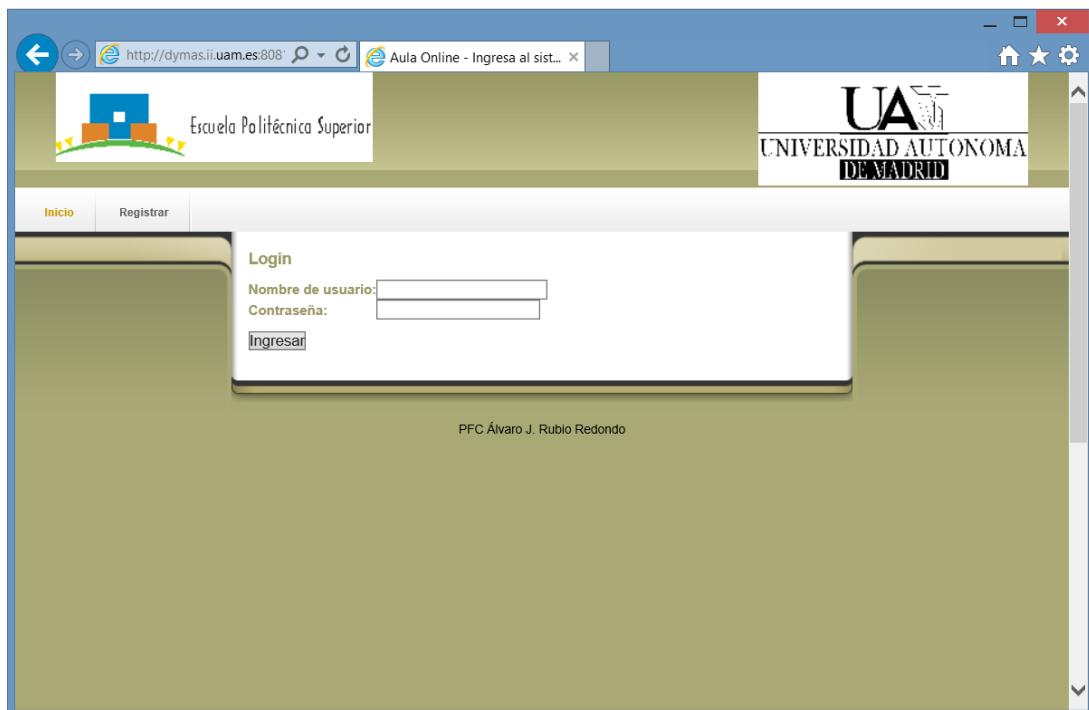 http://dymas.ii.uam.es:808
Aula Online - Ingresa al sist...
Escuela Politécnica Superior
UA
UNIVERSIDAD AUTONOMA
DE MADRID
Inicio
Registrar
Login
Nombre de usuario:
Contraseña:
Ingresar
PFC Álvaro J. Rubio Redondo